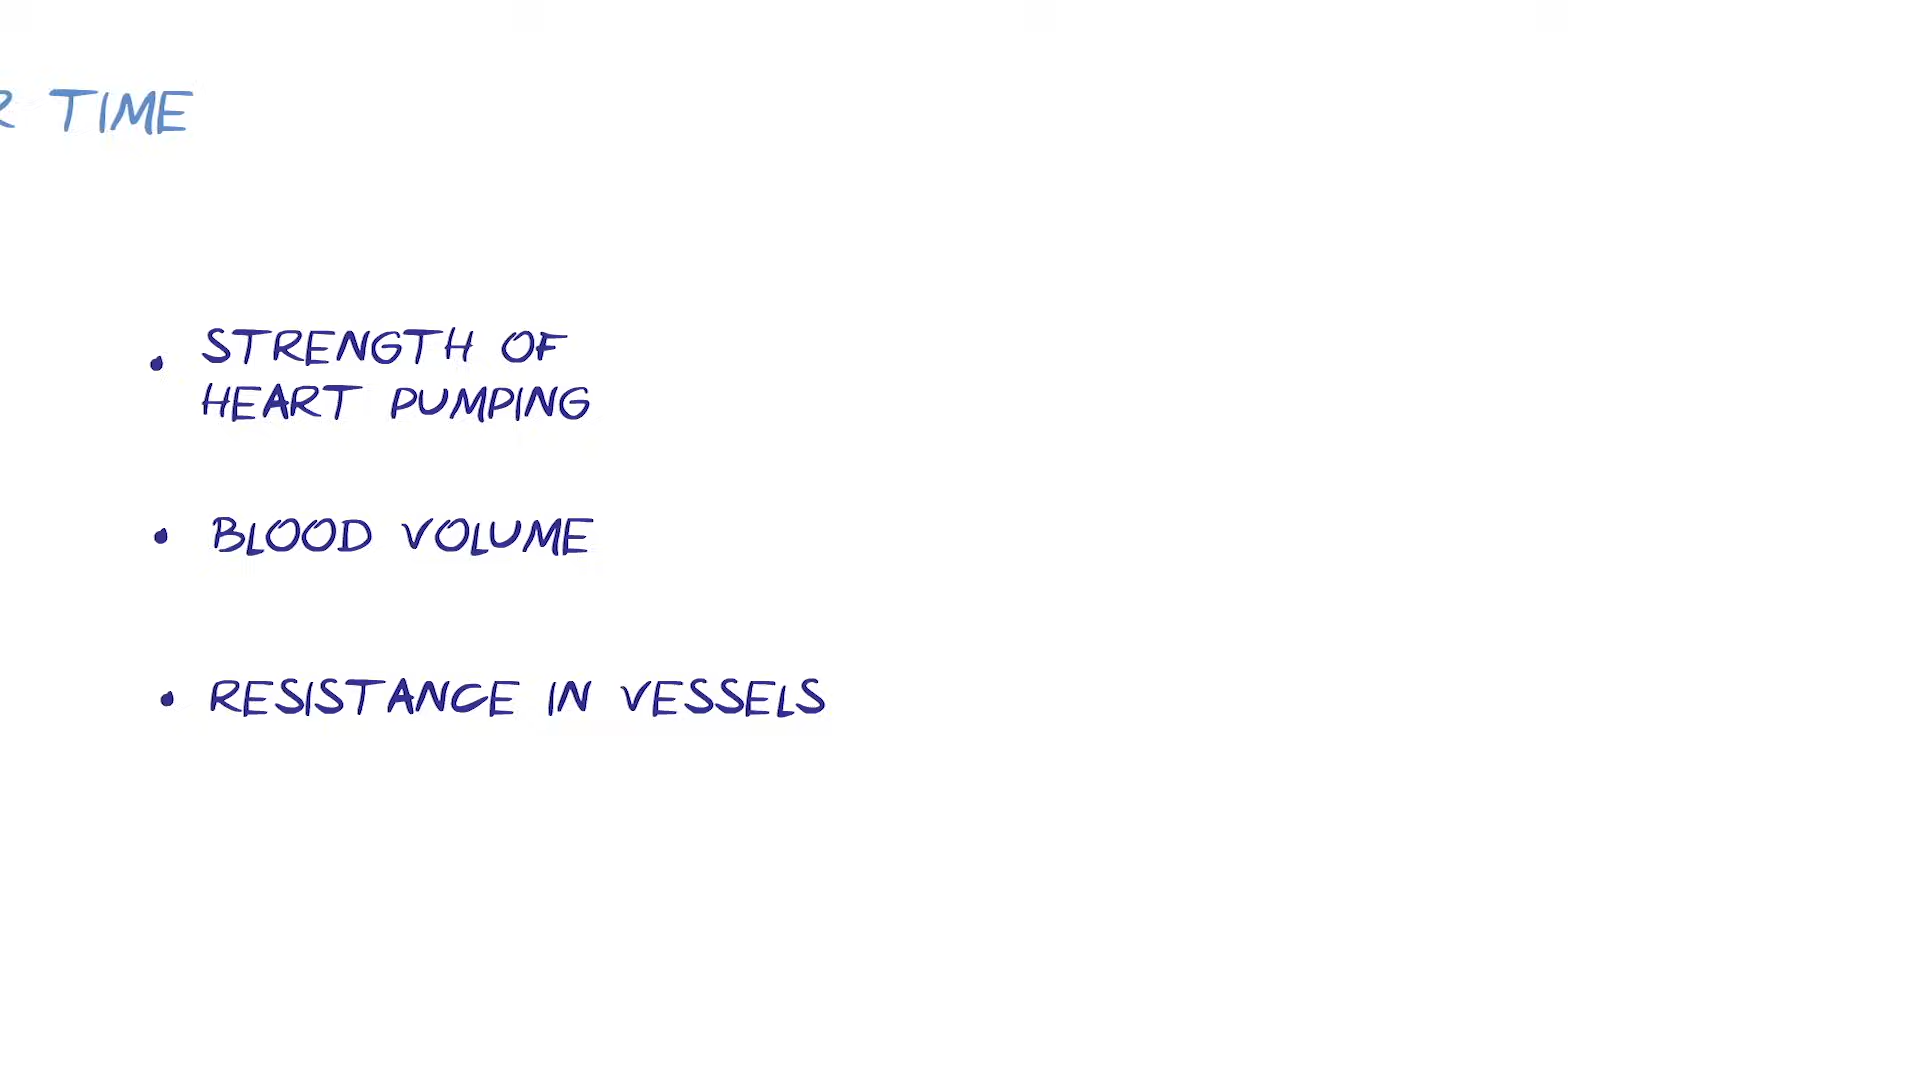 TIME
• STRENGTH OF
HEART PUMPING
• BLOOD VOLUME
• RESISTANCE IN VESSELS